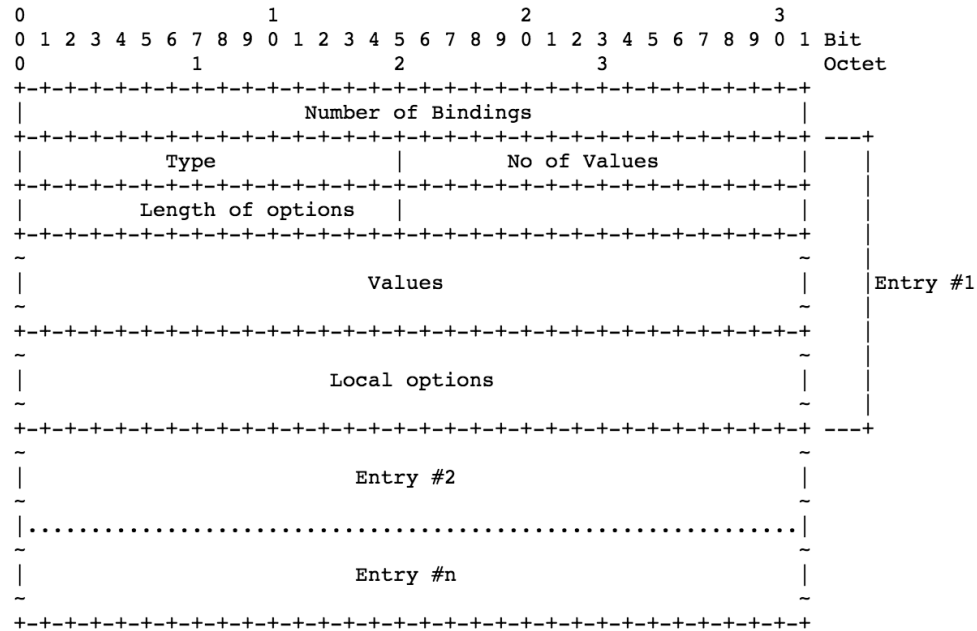 0                   1                   2                   3
0 1 2 3 4 5 6 7 8 9 0 1 2 3 4 5 6 7 8 9 0 1 2 3 4 5 6 7 8 9 0 1 Bit
0             1               2               3                 Octet
+-+-+-+-+-+-+-+-+-+-+-+-+-+-+-+-+-+-+-+-+-+-+-+-+-+-+-+-+-+-+-+
|                      Number of Bindings                      |
+-+-+-+-+-+-+-+-+-+-+-+-+-+-+-+-+-+-+-+-+-+-+-+-+-+-+-+-+-+-+-+ ---+
|           Type              |        No of Values            |    |
+-+-+-+-+-+-+-+-+-+-+-+-+-+-+-+-+-+-+-+-+-+-+-+-+-+-+-+-+-+-+-+    |
|         Length of options   |                                |    |
+-+-+-+-+-+-+-+-+-+-+-+-+-+-+-+-+-+-+-+-+-+-+-+-+-+-+-+-+-+-+-+    |
~                                                              ~    |
|                           Values                             |    |Entry #1
~                                                              ~    |
+-+-+-+-+-+-+-+-+-+-+-+-+-+-+-+-+-+-+-+-+-+-+-+-+-+-+-+-+-+-+-+    |
~                                                              ~    |
|                        Local options                         |    |
~                                                              ~    |
+-+-+-+-+-+-+-+-+-+-+-+-+-+-+-+-+-+-+-+-+-+-+-+-+-+-+-+-+-+-+-+ ---+
~                                                              ~
|                          Entry #2                            |
~                                                              ~
|.............................................................|
~                                                              ~
|                          Entry #n                            |
~                                                              ~
+-+-+-+-+-+-+-+-+-+-+-+-+-+-+-+-+-+-+-+-+-+-+-+-+-+-+-+-+-+-+-+